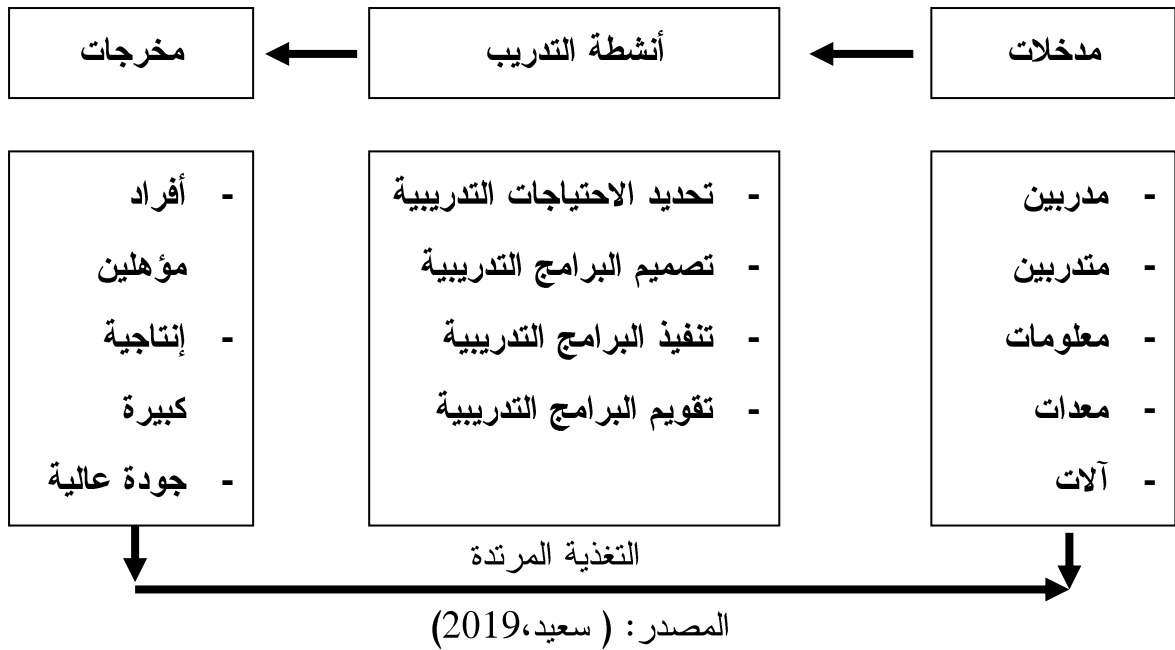 مدخلات
أنشطة التدريب
مخرجات
- مدربين
- متدربين
- معلومات
- معدات
- آلات
- تحديد الاحتياجات التدريبية
- تصميم البرامج التدريبية
- تنفيذ البرامج التدريبية
- تقويم البرامج التدريبية
- أفراد
مؤهلين
- إنتاجية
كبيرة
- جودة عالية
التغذية المرتدة
المصدر: ( سعيد،2019)